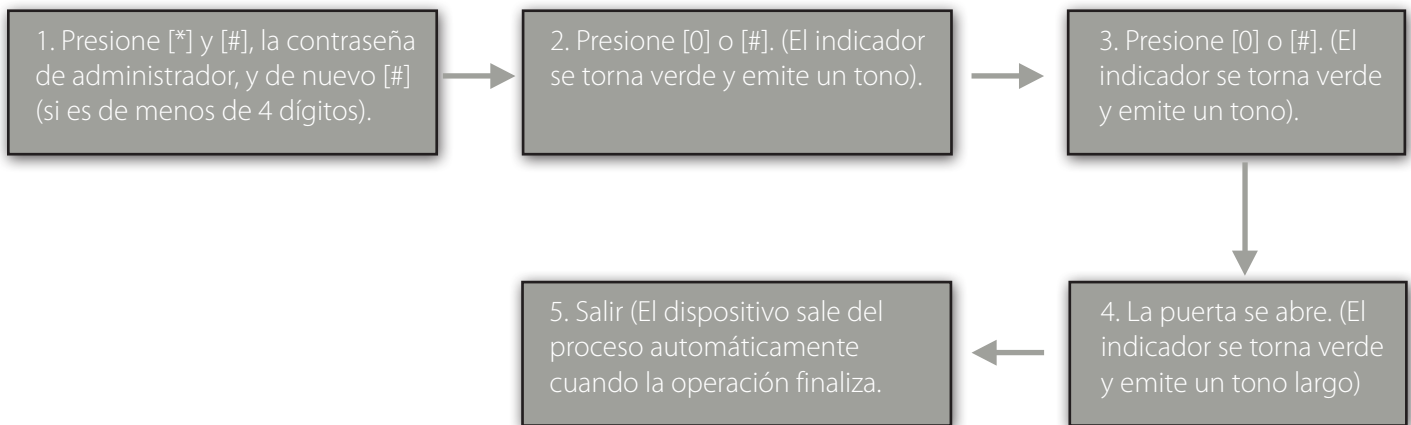 1. Presione [*] y [#], la contraseña
de administrador, y de nuevo [#]
(si es de menos de 4 dígitos).
2. Presione [0] o [#]. (El indicador
se torna verde y emite un tono).
3. Presione [0] o [#]. (El
indicador se torna verde
y emite un tono).
4. La puerta se abre. (El
indicador se torna verde
y emite un tono largo)
5. Salir (El dispositivo sale del
proceso automáticamente
cuando la operación finaliza.